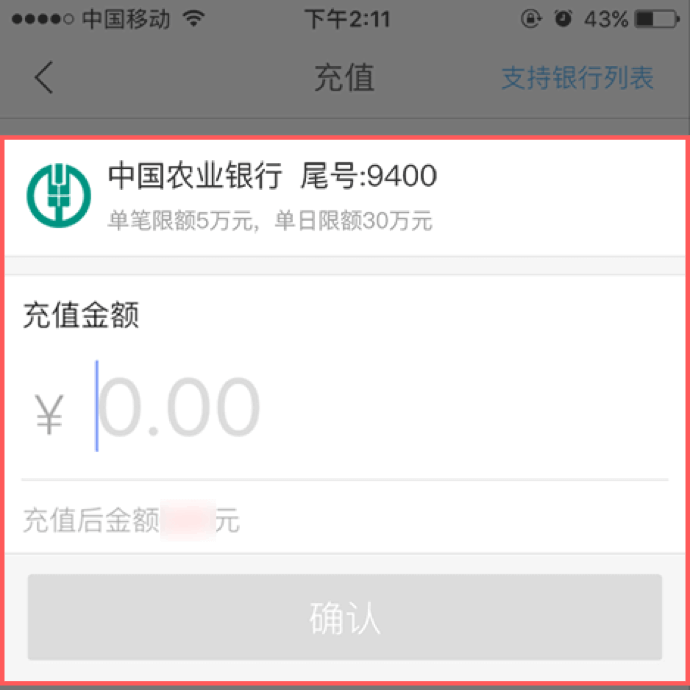 中国移动 下午2:11 43%
充值 支持银行列表
中国农业银行 尾号:9400
单笔限额5万元, 单日限额30万元
充值金额
¥ 0.00
充值后金额 元
确认